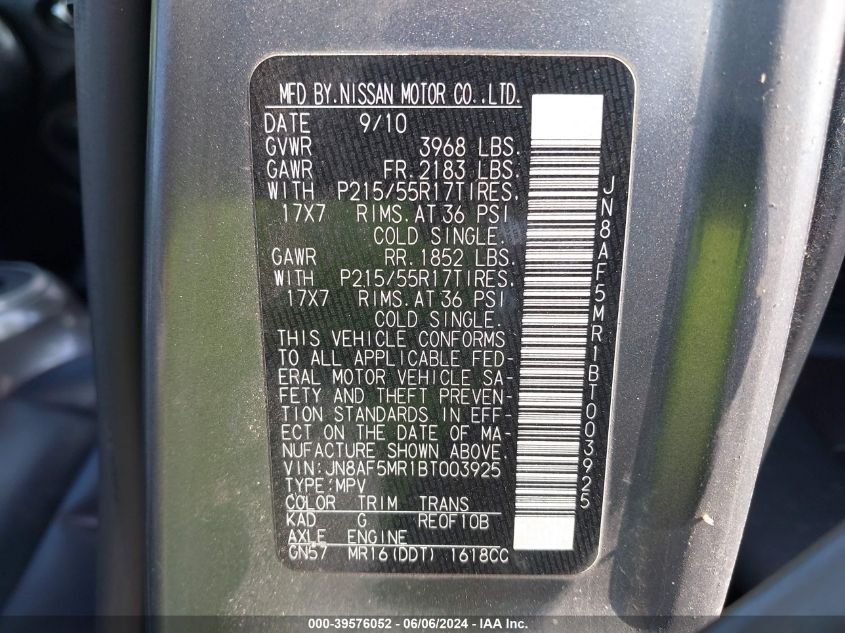 MFD BY. NISSAN MOTOR CO.,LTD.
DATE 9/10
GVWR 3968 LBS.
GAWR FR. 2183 LBS.
WITH P215/55R17TIRES.
17X7 RIMS. AT 36 PSI
COLD SINGLE.
GAWR RR. 1852 LBS.
WITH P215/55R17TIRES.
17X7 RIMS. AT 36 PSI
COLD SINGLE.
THIS VEHICLE CONFORMS
TO ALL APPLICABLE FED-
ERAL MOTOR VEHICLE SA-
FETY AND THEFT PREVEN-
TION STANDARDS IN EFF-
ECT ON THE DATE OF MA-
NUFACTURE SHOWN ABOVE.
VIN:JN8AF5MR1BT003925
TYPE:MPV
COLOR TRIM TRANS
KAD G RE0F10B
AXLE ENGINE
GN57 MR16(DDT) 1618CC
JN8AF5MR1BT003925
000-39576052 / 06/06/2024 - IAA Inc.